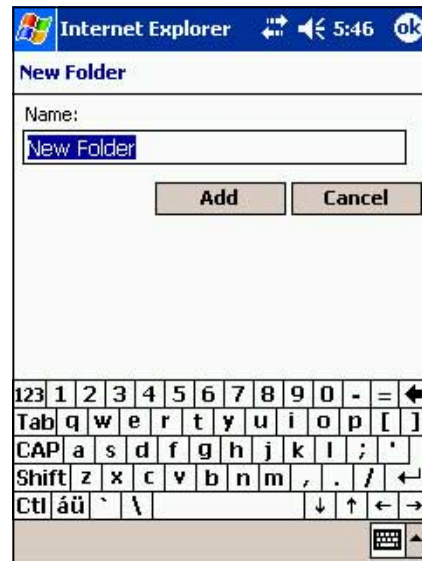 Internet Explorer 5:46 ok
New Folder
Name:
New Folder
Add Cancel
123 1 2 3 4 5 6 7 8 9 0 - = ←
Tab q w e r t y u i o p [ ]
CAP a s d f g h j k l ; '
Shift z x c v b n m , . / ↵
Ctl áü ` \ ↓ ↑ ← →